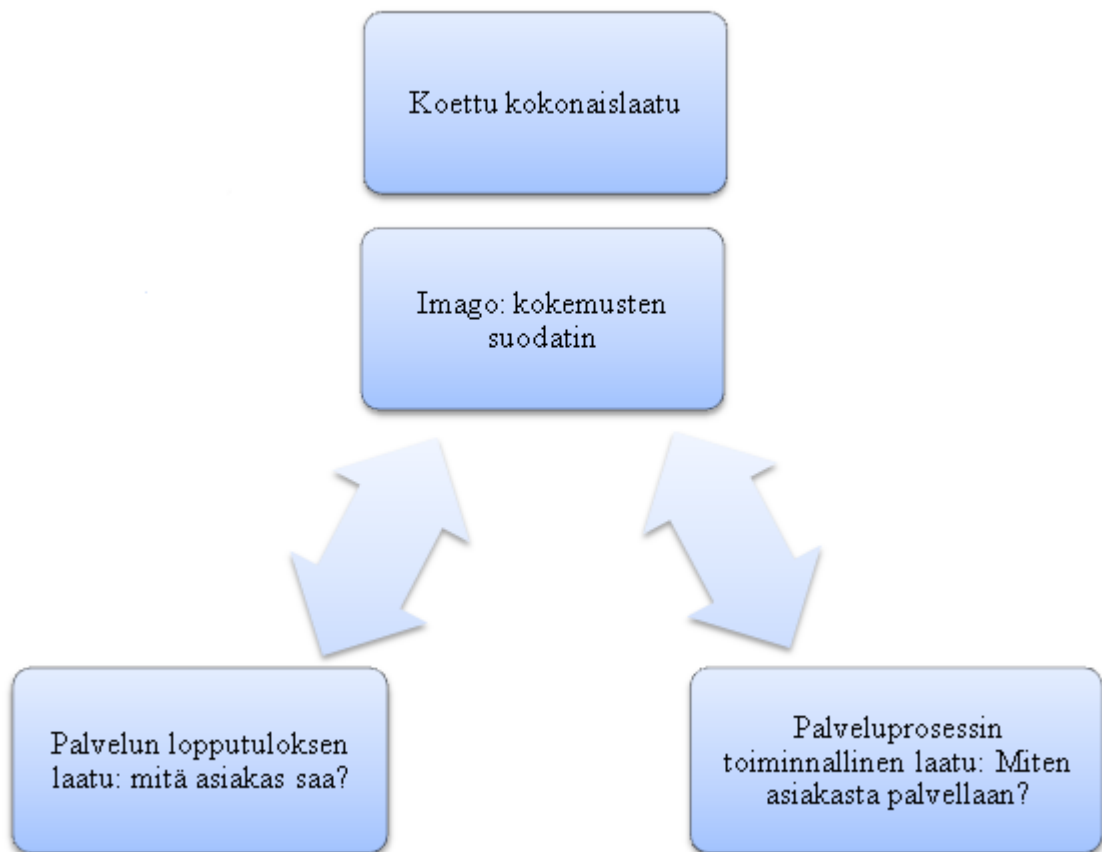 Koettu kokonaislaatu
Imago: kokemusten
suodatin
Palvelun lopputuloksen
laatu: mitä asiakas saa?
Palveluprosessin
toiminnallinen laatu: Miten
asiakasta palvellaan?